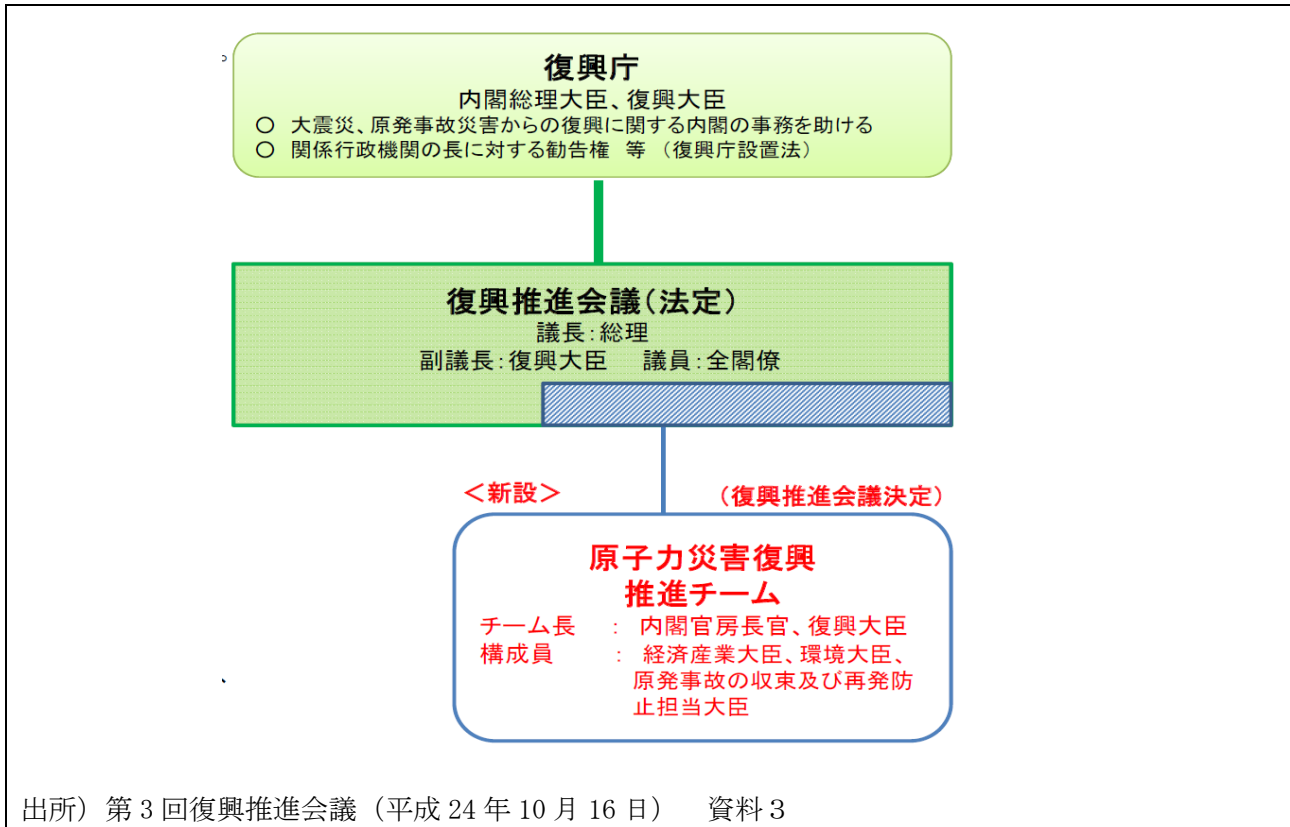 復興庁
内閣総理大臣、復興大臣
○ 大震災、原発事故災害からの復興に関する内閣の事務を助ける
○ 関係行政機関の長に対する勧告権 等 (復興庁設置法)
復興推進会議(法定)
議長:総理
副議長:復興大臣 議員:全閣僚
<新設> (復興推進会議決定)
原子力災害復興
推進チーム
チーム長 : 内閣官房長官、復興大臣
構成員 : 経済産業大臣、環境大臣、
原発事故の収束及び再発防
止担当大臣
出所)第3回復興推進会議(平成24年10月16日) 資料3